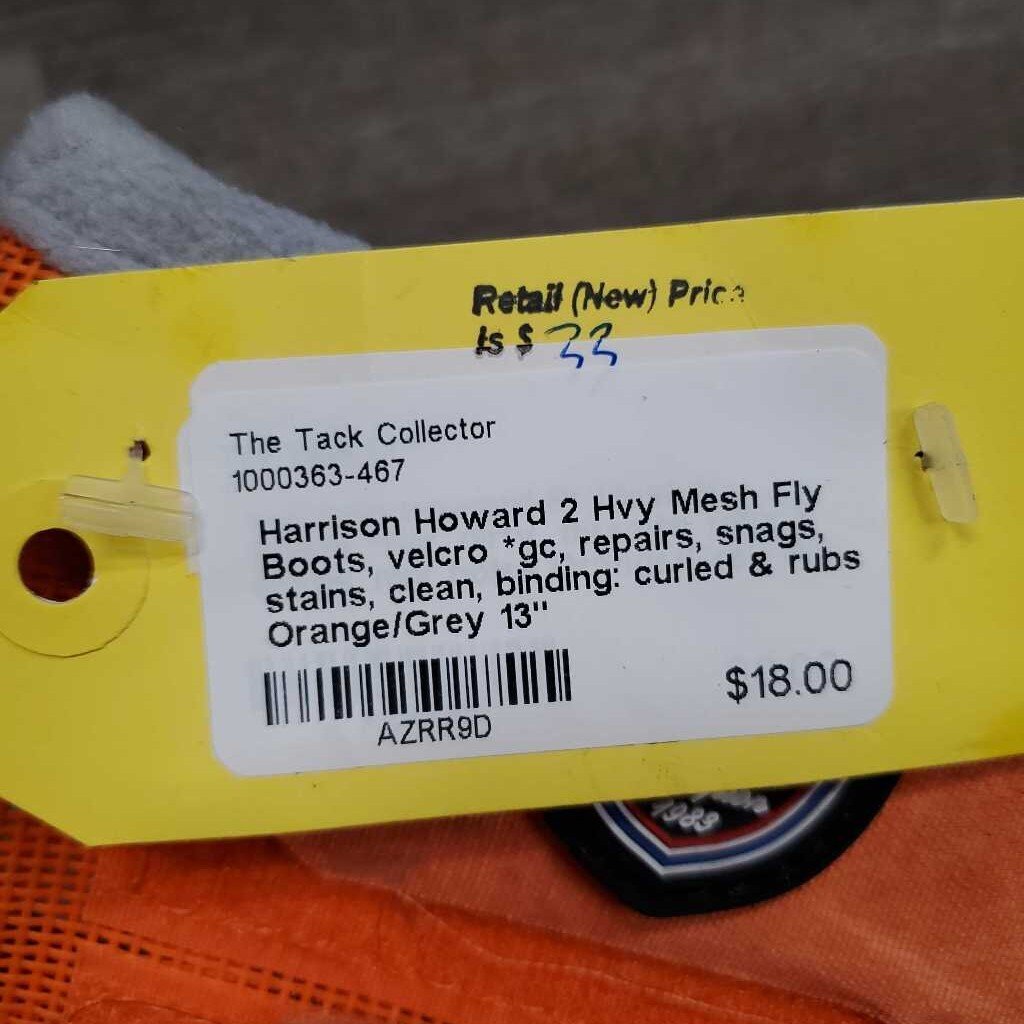 Retail (New) Price
Is $ 33
The Tack Collector
1000363-467
Harrison Howard 2 Hvy Mesh Fly
Boots, velcro *gc, repairs, snags,
stains, clean, binding: curled & rubs
Orange/Grey 13"
$18.00
AZRR9D
1983